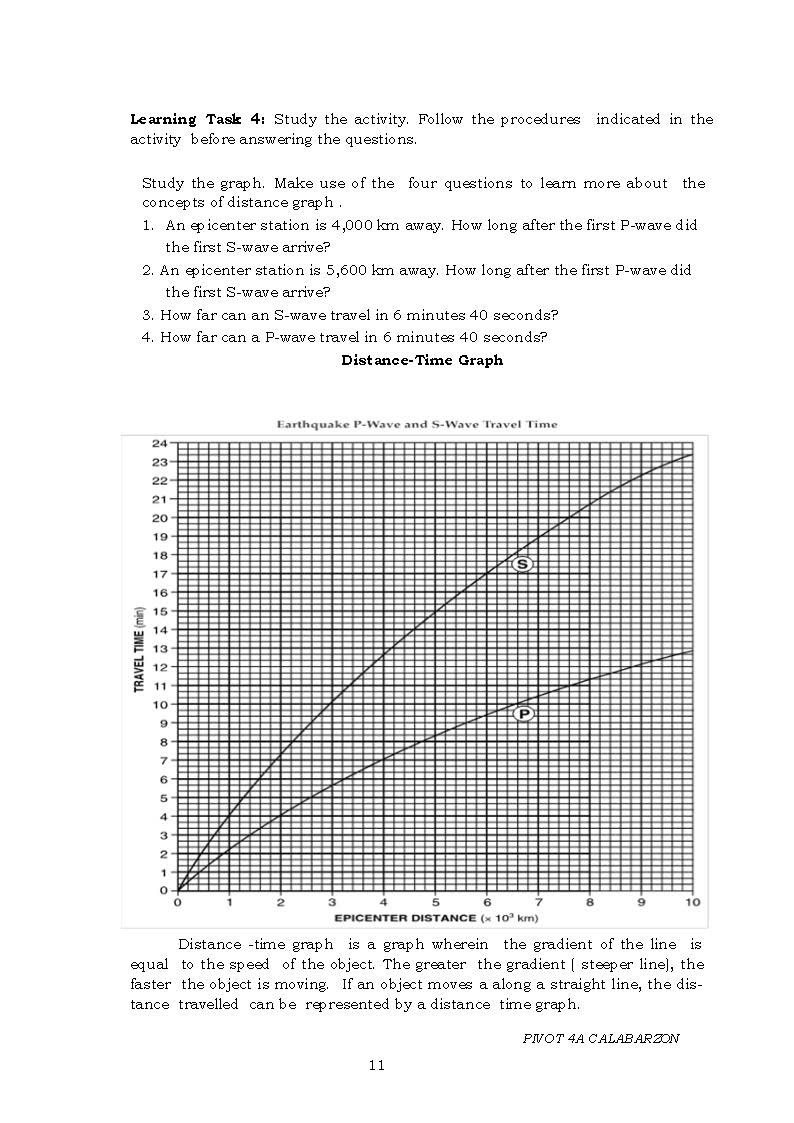 Learning Task 4: Study the activity. Follow the procedures indicated in the
activity before answering the questions.
Study the graph. Make use of the four questions to learn more about the
concepts of distance graph .
1. An epicenter station is 4,000 km away. How long after the first P-wave did
the first S-wave arrive?
2. An epicenter station is 5,600 km away. How long after the first P-wave did
the first S-wave arrive?
3. How far can an S-wave travel in 6 minutes 40 seconds?
4. How far can a P-wave travel in 6 minutes 40 seconds?
Distance-Time Graph
Earthquake P-Wave and S-Wave Travel Time
24
23
22
21
20
19
18
17
16
15
14
13
12
11
10
9
8
7
6
5
4
3
2
1
0
TRAVEL TIME (min)
S
P
0 1 2 3 4 5 6 7 8 9 10
EPICENTER DISTANCE (× 10³ km)
Distance -time graph is a graph wherein the gradient of the line is
equal to the speed of the object. The greater the gradient ( steeper line), the
faster the object is moving. If an object moves a along a straight line, the dis-
tance travelled can be represented by a distance time graph.
PIVOT 4A CALABARZON
11